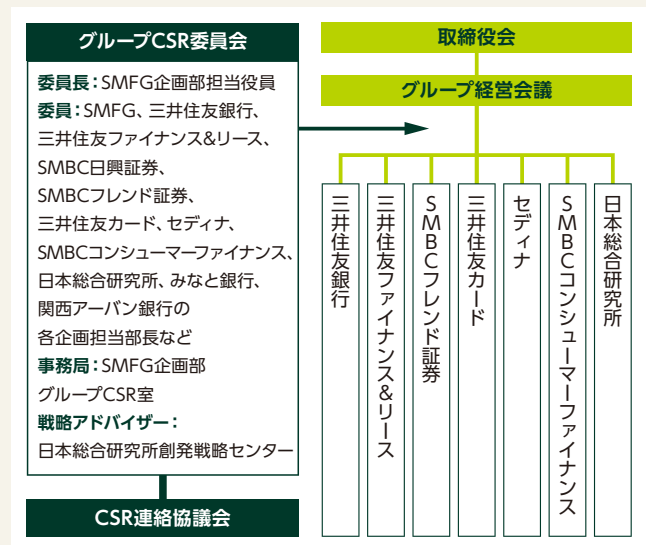 グループCSR委員会
委員長：SMFG企画部担当役員
委員：SMFG、三井住友銀行、
三井住友ファイナンス&リース、
SMBC日興証券、
SMBCフレンド証券、
三井住友カード、セディナ、
SMBCコンシューマーファイナンス、
日本総合研究所、みなと銀行、
関西アーバン銀行の
各企画担当部長など
事務局：SMFG企画部
グループCSR室
戦略アドバイザー：
日本総合研究所創発戦略センター
CSR連絡協議会
取締役会
グループ経営会議
三井住友銀行
三井住友ファイナンス&リース
SMBCフレンド証券
三井住友カード
セディナ
SMBCコンシューマーファイナンス
日本総合研究所